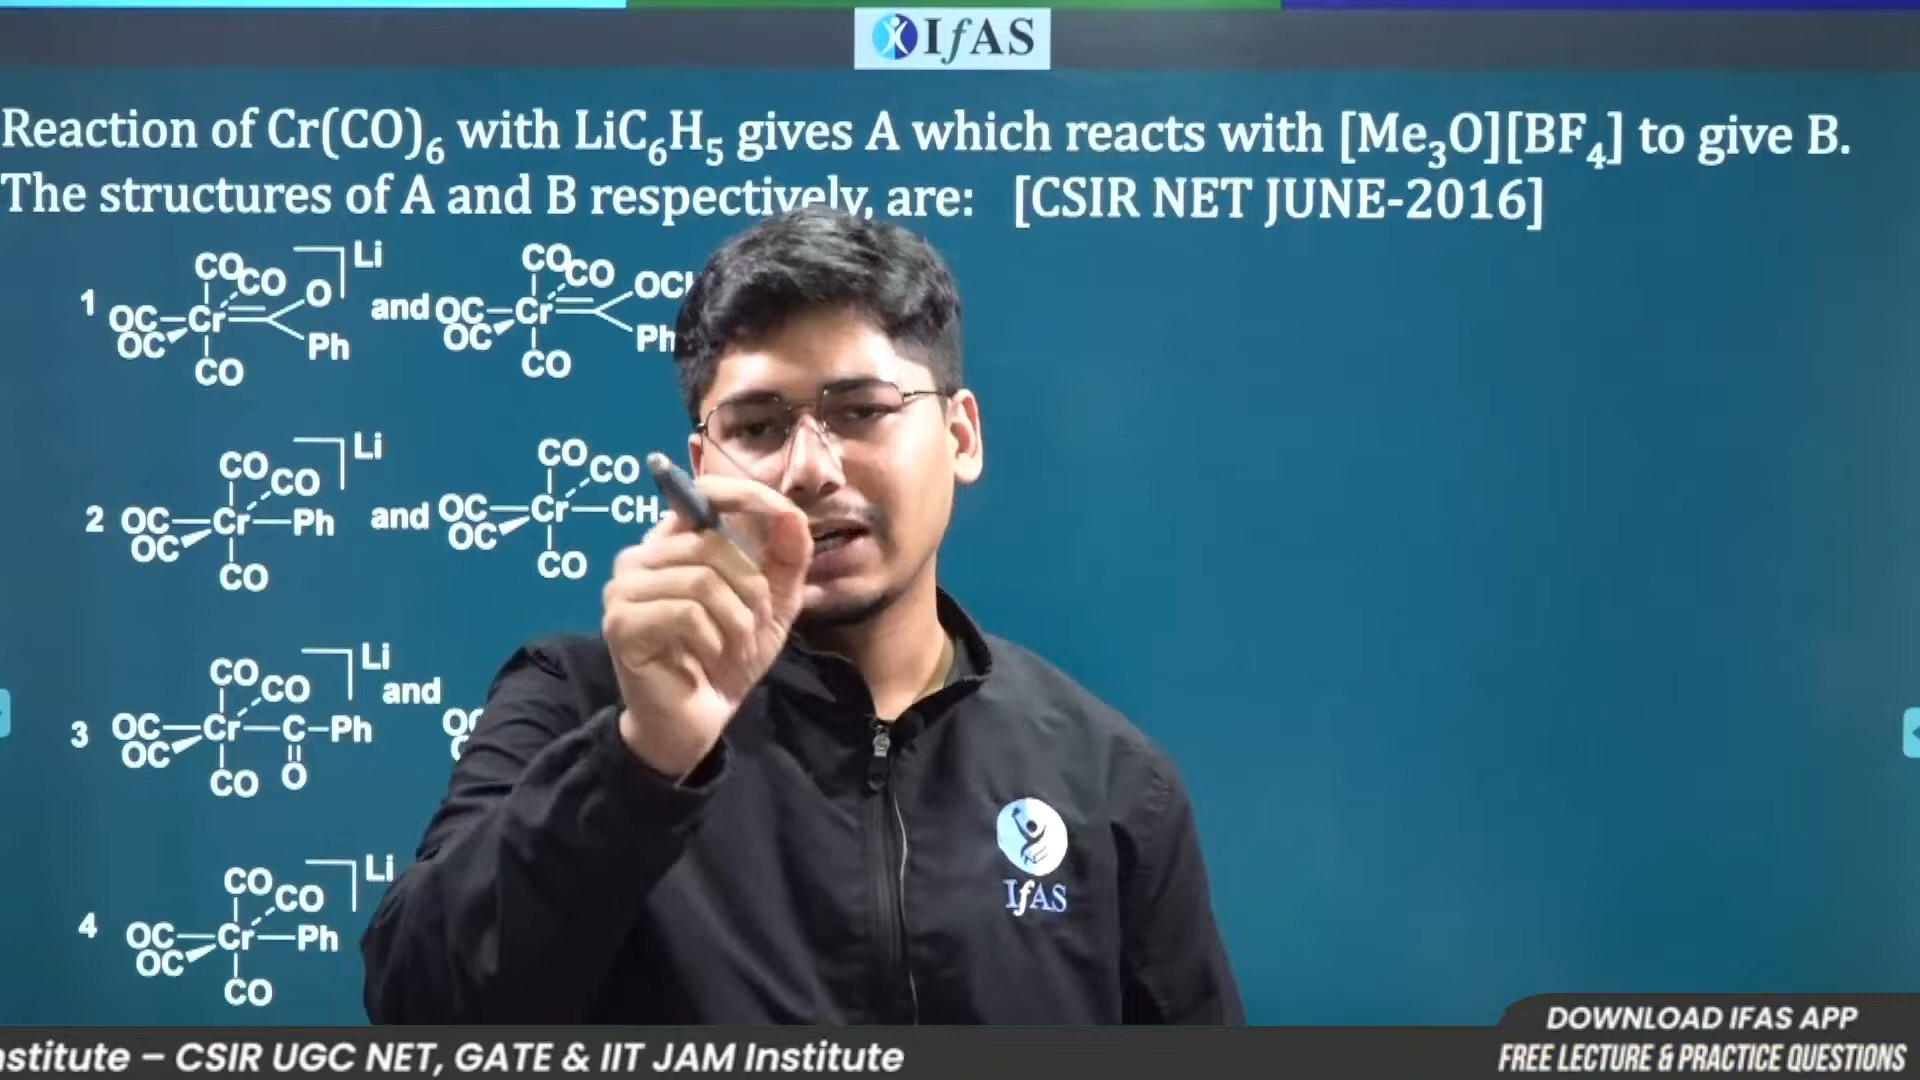 IfAS
Reaction of Cr(CO)6 with LiC6H5 gives A which reacts with [Me3O][BF4] to give B.
The structures of A and B respectively, are: [CSIR NET JUNE-2016]
1
CO
CO
OC
Cr
OC
CO
O
Ph
Li
and
CO
CO
OC
Cr
OC
CO
Ph
2
CO
CO
OC
Cr
Ph
OC
CO
Li
and
CO
CO
OC
Cr
OC
CO
3
CO
CO
OC
Cr
C
Ph
OC
CO
O
Li
and
4
CO
CO
OC
Cr
Ph
OC
CO
Li
IfAS
DOWNLOAD IFAS APP
– CSIR UGC NET, GATE & IIT JAM Institute
FREE LECTURE & PRACTICE QUESTIONS